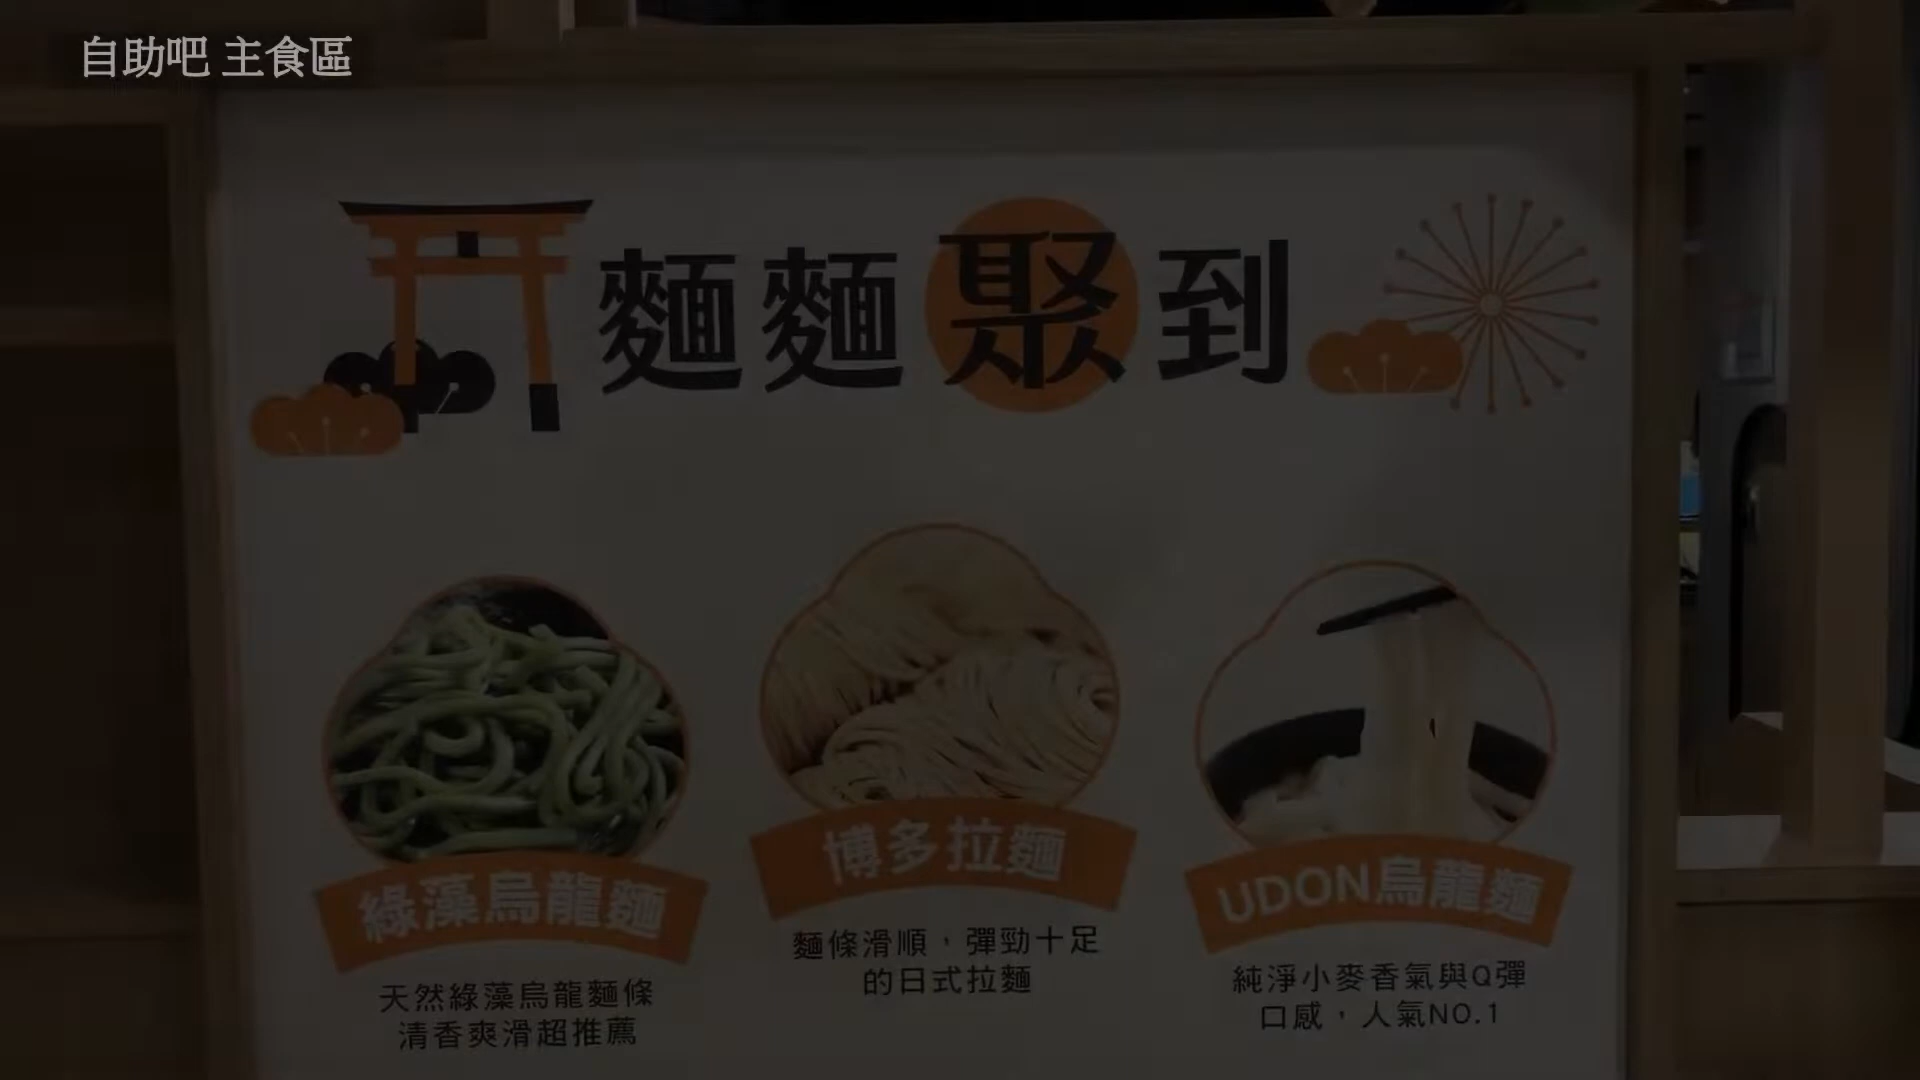 自助吧 主食區
麵麵聚到
綠藻烏龍麵
天然綠藻烏龍麵條
清香爽滑超推薦
博多拉麵
麵條滑順，彈勁十足
的日式拉麵
UDON烏龍麵
純淨小麥香氣與Q彈
口感，人氣NO.1